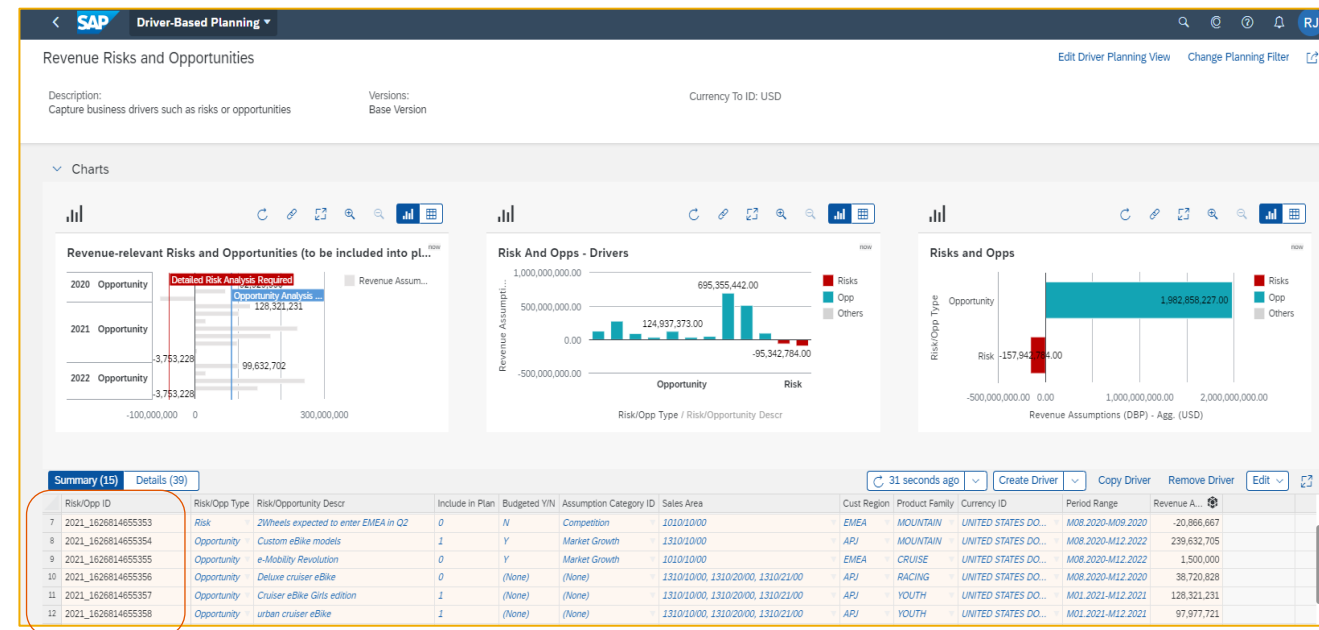 SAP Driver-Based Planning RJ
Revenue Risks and Opportunities Edit Driver Planning View Change Planning Filter
Description: Versions: Currency To ID: USD
Capture business drivers such as risks or opportunities Base Version
Charts
Revenue-relevant Risks and Opportunities (to be included into pl... now
2020 Opportunity
2021 Opportunity
2022 Opportunity
Detailed Risk Analysis Required
Opportunity Analysis ...
128,321,231
-3,753,228
99,632,702
-3,753,228
-100,000,000 0 300,000,000
Revenue Assum...
Risk And Opps - Drivers now
Revenue Assumpti...
1,000,000,000.00
500,000,000.00
0.00
-500,000,000.00
695,355,442.00
124,937,373.00
-95,342,784.00
Opportunity Risk
Risk/Opp Type / Risk/Opportunity Descr
Risks
Opp
Others
Risks and Opps now
Risk/Opp Type
Opportunity 1,982,858,227.00
Risk -157,942,784.00
-500,000,000.00 0.00 1,000,000,000.00 2,000,000,000.00
Revenue Assumptions (DBP) - Agg. (USD)
Risks
Opp
Others
Summary (15) Details (39) 31 seconds ago Create Driver Copy Driver Remove Driver Edit
Risk/Opp ID Risk/Opp Type Risk/Opportunity Descr Include in Plan Budgeted Y/N Assumption Category ID Sales Area Cust Region Product Family Currency ID Period Range Revenue A...
7 2021_1626814655353 Risk 2Wheels expected to enter EMEA in Q2 0 N Competition 1010/10/00 EMEA MOUNTAIN UNITED STATES DO... M08.2020-M09.2020 -20,866,667
8 2021_1626814655354 Opportunity Custom eBike models 1 Y Market Growth 1310/10/00 APJ MOUNTAIN UNITED STATES DO... M08.2020-M12.2022 239,632,705
9 2021_1626814655355 Opportunity e-Mobility Revolution 0 Y Market Growth 1010/10/00 EMEA CRUISE UNITED STATES DO... M08.2020-M12.2022 1,500,000
10 2021_1626814655356 Opportunity Deluxe cruiser eBike 0 (None) (None) 1310/10/00, 1310/20/00, 1310/21/00 APJ RACING UNITED STATES DO... M08.2020-M12.2020 38,720,828
11 2021_1626814655357 Opportunity Cruiser eBike Girls edition 1 (None) (None) 1310/10/00, 1310/20/00, 1310/21/00 APJ YOUTH UNITED STATES DO... M01.2021-M12.2021 128,321,231
12 2021_1626814655358 Opportunity urban cruiser eBike 1 (None) (None) 1310/10/00, 1310/20/00, 1310/21/00 APJ YOUTH UNITED STATES DO... M01.2021-M12.2021 97,977,721